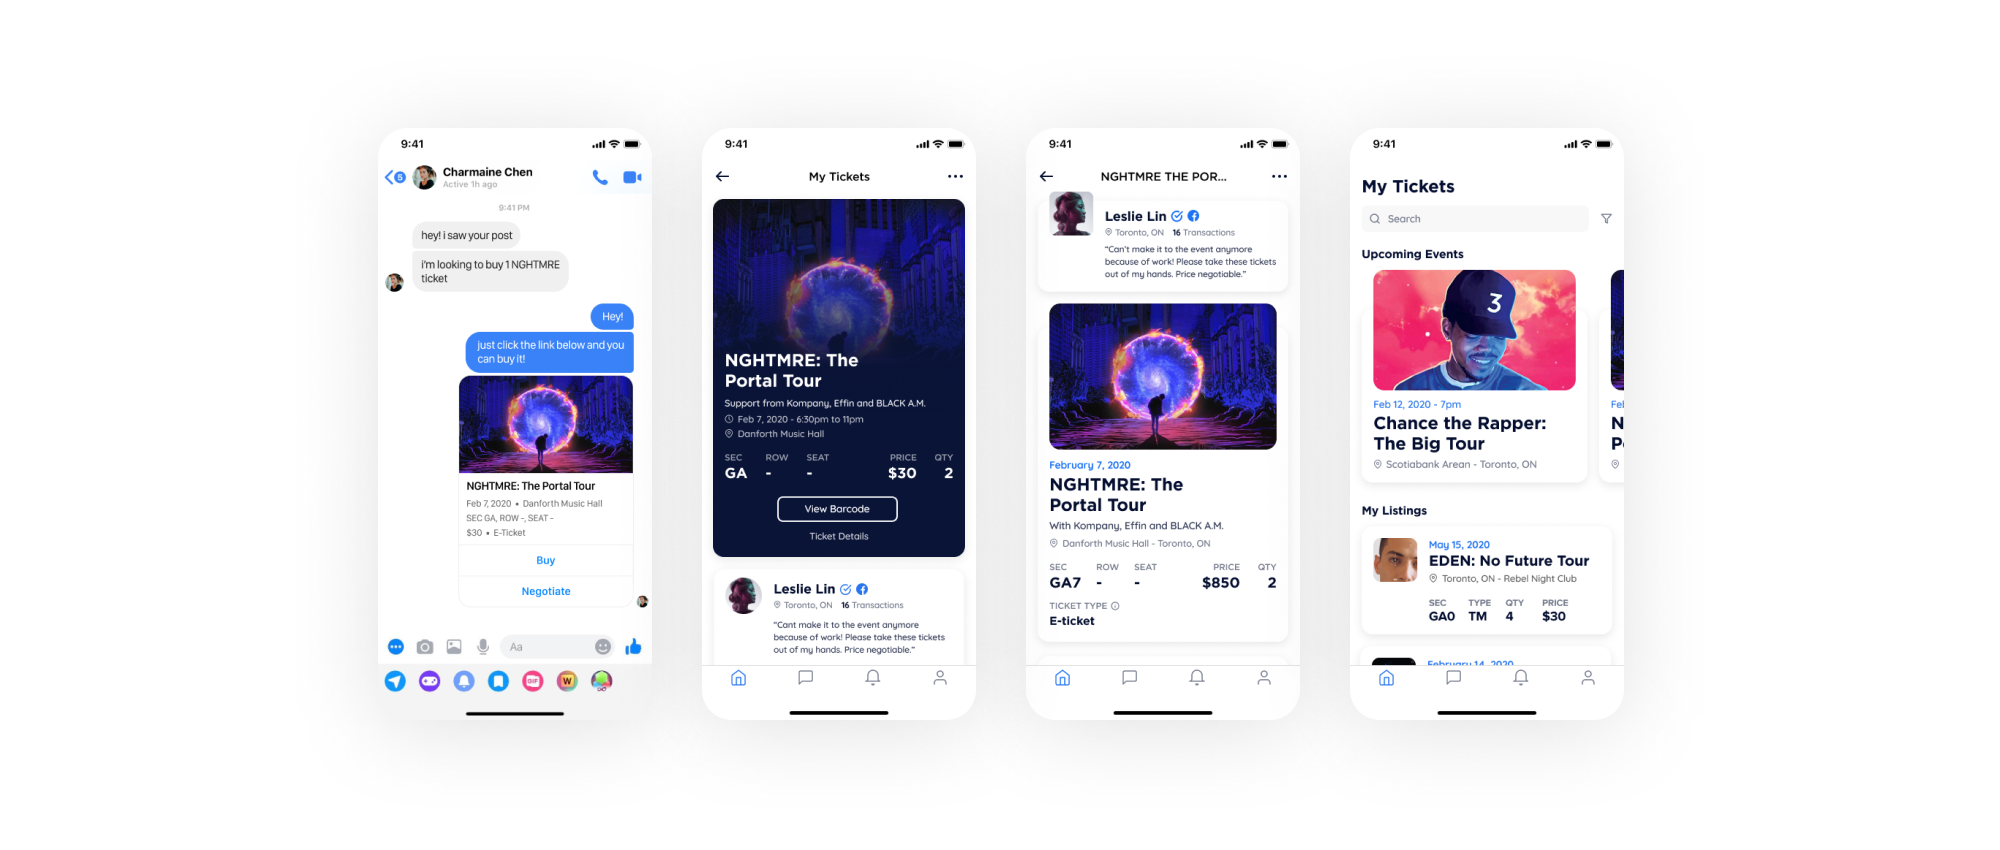 9:41
5
Charmaine Chen
Active 1h ago
9:41 PM
hey! i saw your post
i'm looking to buy 1 NGHTMRE
ticket
Hey!
just click the link below and you
can buy it!
NGHTMRE: The Portal Tour
Feb 7, 2020 • Danforth Music Hall
SEC GA, ROW -, SEAT -
$30 • E-Ticket
Buy
Negotiate
Aa
GIF
W
9:41
My Tickets
NGHTMRE: The
Portal Tour
Support from Kompany, Effin and BLACK A.M.
Feb 7, 2020 - 6:30pm to 11pm
Danforth Music Hall
SEC ROW SEAT PRICE QTY
GA - - $30 2
View Barcode
Ticket Details
Leslie Lin
Toronto, ON 16 Transactions
"Cant make it to the event anymore
because of work! Please take these tickets
out of my hands. Price negotiable."
9:41
NGHTMRE THE POR...
Leslie Lin
Toronto, ON 16 Transactions
"Can't make it to the event anymore
because of work! Please take these tickets
out of my hands. Price negotiable."
February 7, 2020
NGHTMRE: The
Portal Tour
With Kompany, Effin and BLACK A.M.
Danforth Music Hall - Toronto, ON
SEC ROW SEAT PRICE QTY
GA7 - - $850 2
TICKET TYPE
E-ticket
9:41
My Tickets
Search
Upcoming Events
3
Feb 12, 2020 - 7pm
Chance the Rapper:
The Big Tour
Scotiabank Arean - Toronto, ON
Fel
N
P
My Listings
May 15, 2020
EDEN: No Future Tour
Toronto, ON - Rebel Night Club
SEC TYPE QTY PRICE
GA0 TM 4 $30
February 14, 2020